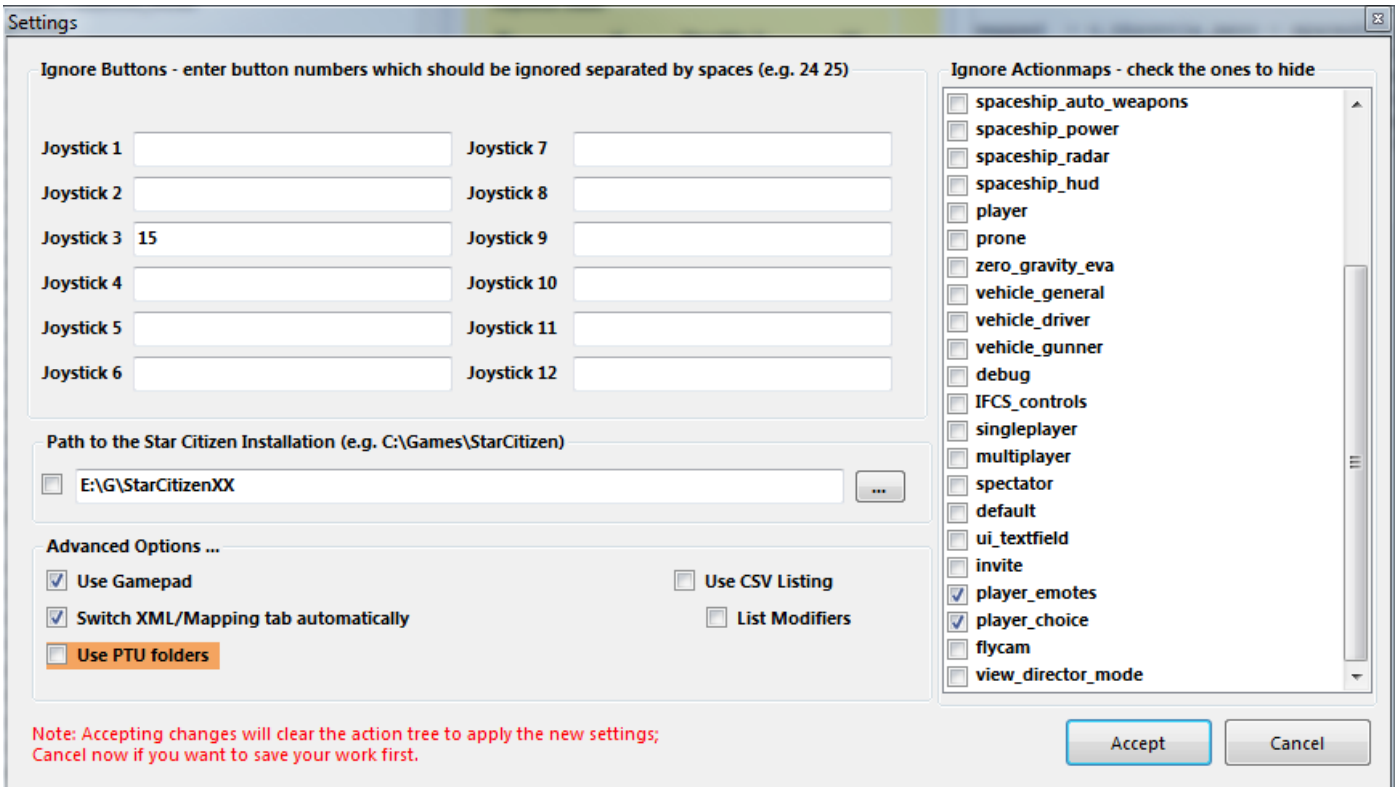 Settings
Ignore Buttons - enter button numbers which should be ignored separated by spaces (e.g. 24 25)
Joystick 1
Joystick 7
Joystick 2
Joystick 8
Joystick 3 15
Joystick 9
Joystick 4
Joystick 10
Joystick 5
Joystick 11
Joystick 6
Joystick 12
Path to the Star Citizen Installation (e.g. C:\Games\StarCitizen)
E:\G\StarCitizenXX
...
Advanced Options ...
Use Gamepad
Use CSV Listing
Switch XML/Mapping tab automatically
List Modifiers
Use PTU folders
Ignore Actionmaps - check the ones to hide
spaceship_auto_weapons
spaceship_power
spaceship_radar
spaceship_hud
player
prone
zero_gravity_eva
vehicle_general
vehicle_driver
vehicle_gunner
debug
IFCS_controls
singleplayer
multiplayer
spectator
default
ui_textfield
invite
player_emotes
player_choice
flycam
view_director_mode
Note: Accepting changes will clear the action tree to apply the new settings;
Cancel now if you want to save your work first.
Accept
Cancel